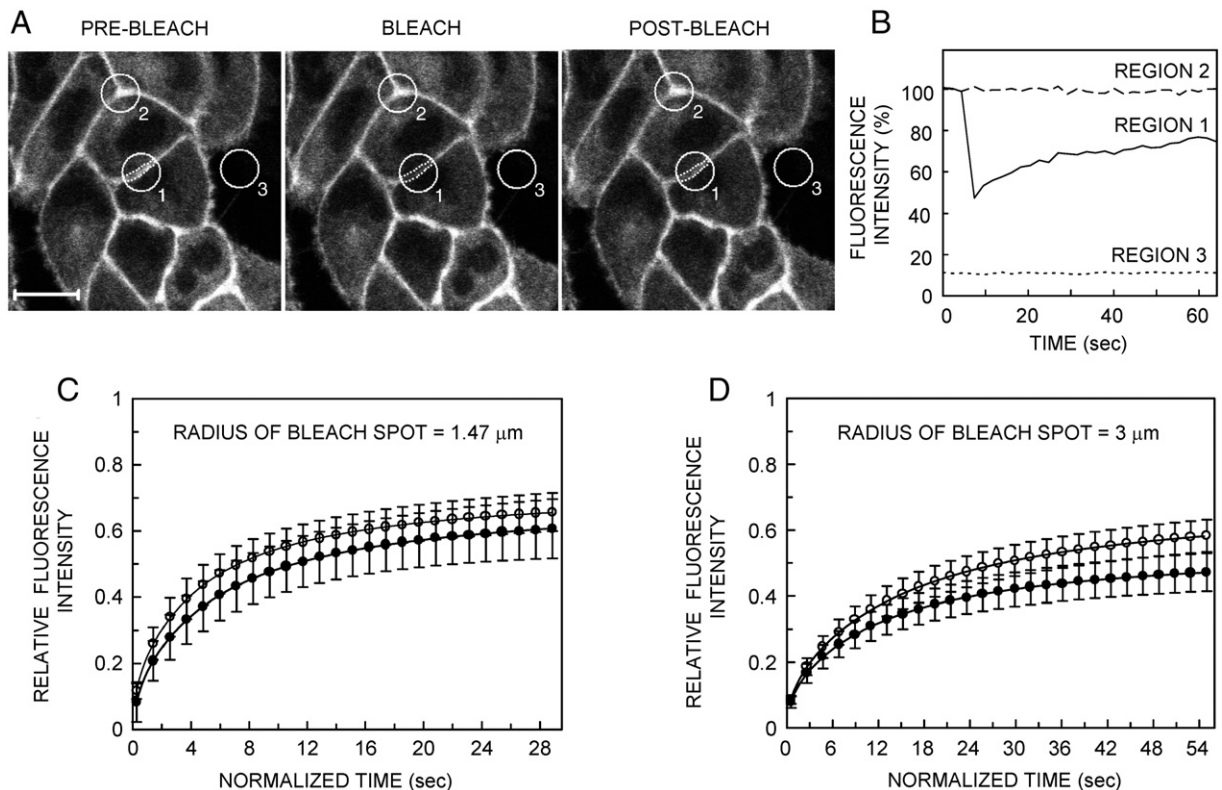 A
PRE-BLEACH
BLEACH
POST-BLEACH
2
1
3
2
1
3
2
1
3
B
FLUORESCENCE
INTENSITY (%)
100
80
60
40
20
10
0
REGION 2
REGION 1
REGION 3
0
20
40
60
TIME (sec)
C
RADIUS OF BLEACH SPOT = 1.47 μm
RELATIVE FLUORESCENCE
INTENSITY
1
0.8
0.6
0.4
0.2
0
0
4
8
12
16
20
24
28
NORMALIZED TIME (sec)
D
RADIUS OF BLEACH SPOT = 3 μm
RELATIVE FLUORESCENCE
INTENSITY
1
0.8
0.6
0.4
0.2
0
0
6
12
18
24
30
36
42
48
54
NORMALIZED TIME (sec)